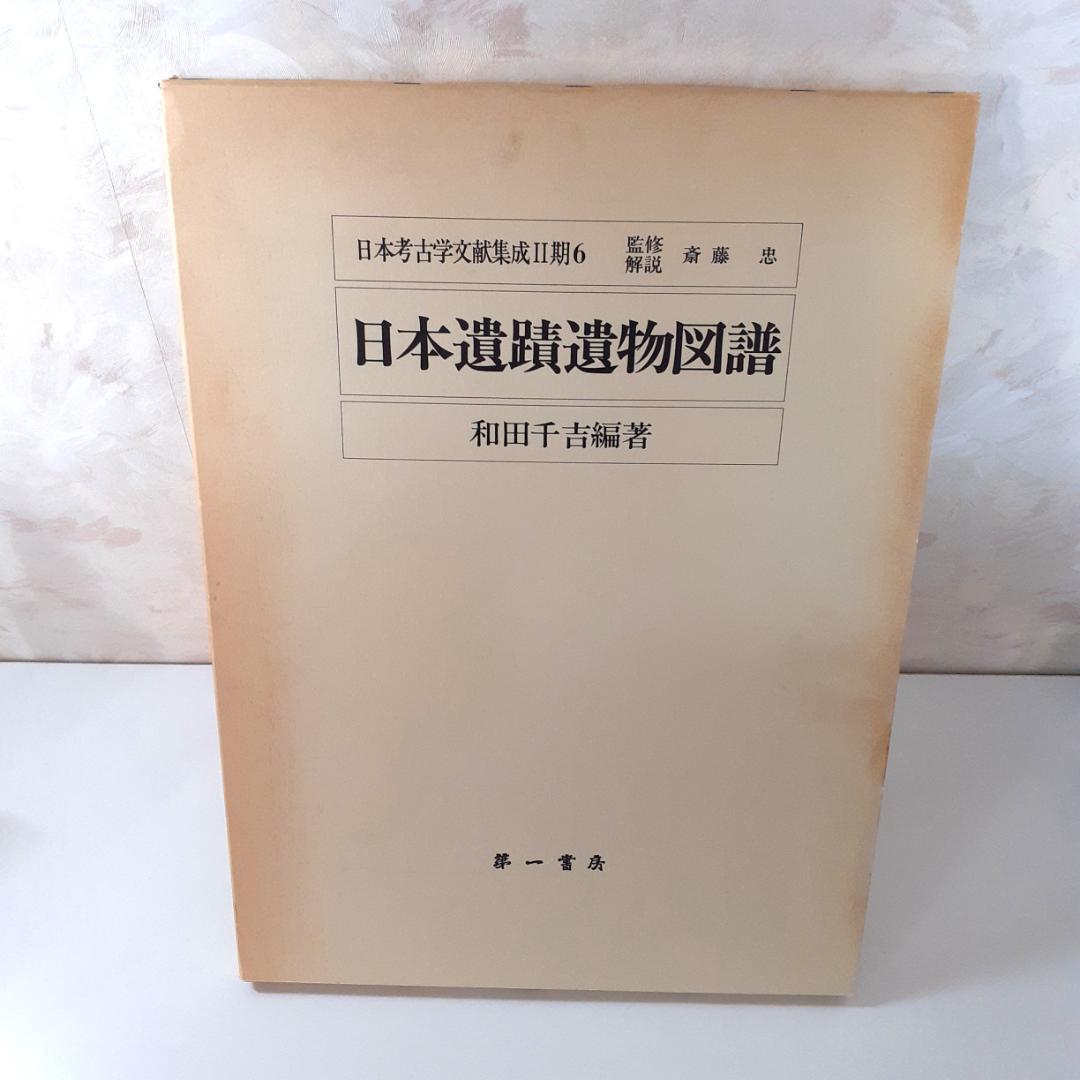 日本考古学文献集成II期6 監修 斎藤 忠
解説
日本遺蹟遺物図譜
和田千吉編著
第一書房